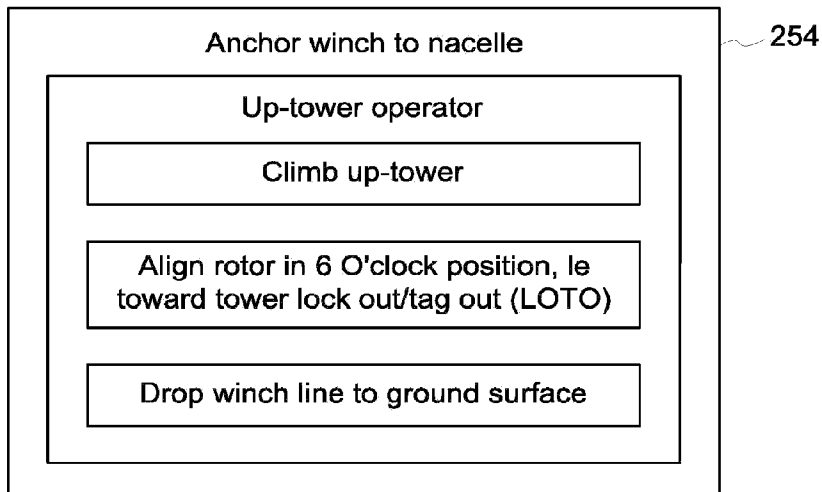 Anchor winch to nacelle
254
Up-tower operator
Climb up-tower
Align rotor in 6 O'clock position, le
toward tower lock out/tag out (LOTO)
Drop winch line to ground surface